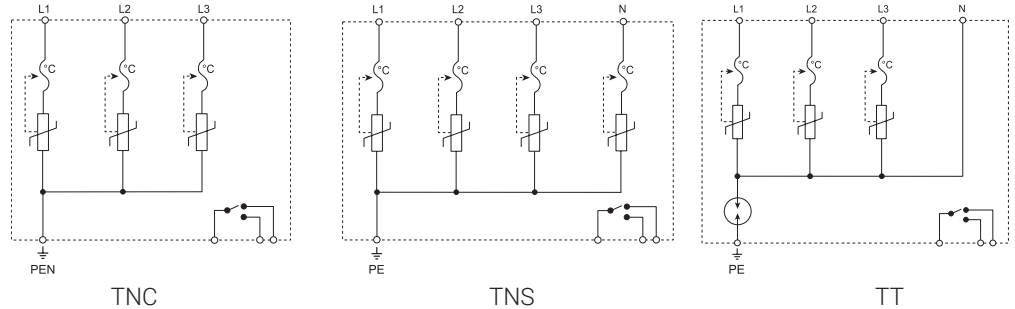 L1 L2 L3
°C °C °C
PEN
TNC
L1 L2 L3 N
°C °C °C °C
PE
TNS
L1 L2 L3 N
°C °C °C
PE
TT